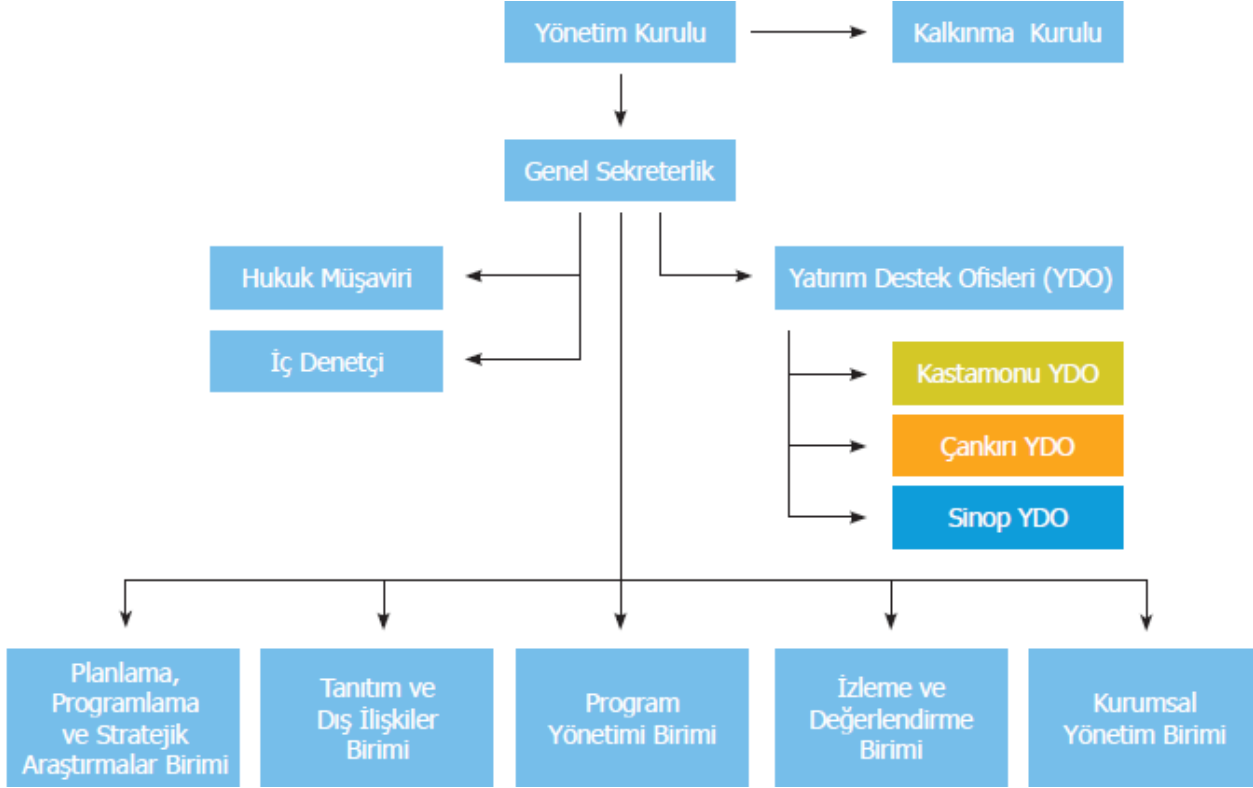 Yönetim Kurulu
Kalkınma Kurulu
Genel Sekreterlik
Hukuk Müşaviri
Yatırım Destek Ofisleri (YDO)
İç Denetçi
Kastamonu YDO
Çankırı YDO
Sinop YDO
Planlama,
Programlama
ve Stratejik
Araştırmalar Birimi
Tanıtım ve
Dış İlişkiler
Birimi
Program
Yönetimi Birimi
İzleme ve
Değerlendirme
Birimi
Kurumsal
Yönetim Birimi